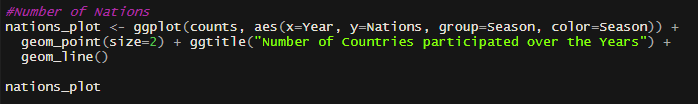 #Number of Nations
nations_plot <- ggplot(counts, aes(x=Year, y=Nations, group=Season, color=Season)) +
  geom_point(size=2) + ggtitle("Number of Countries participated over the Years") +
  geom_line()
nations_plot